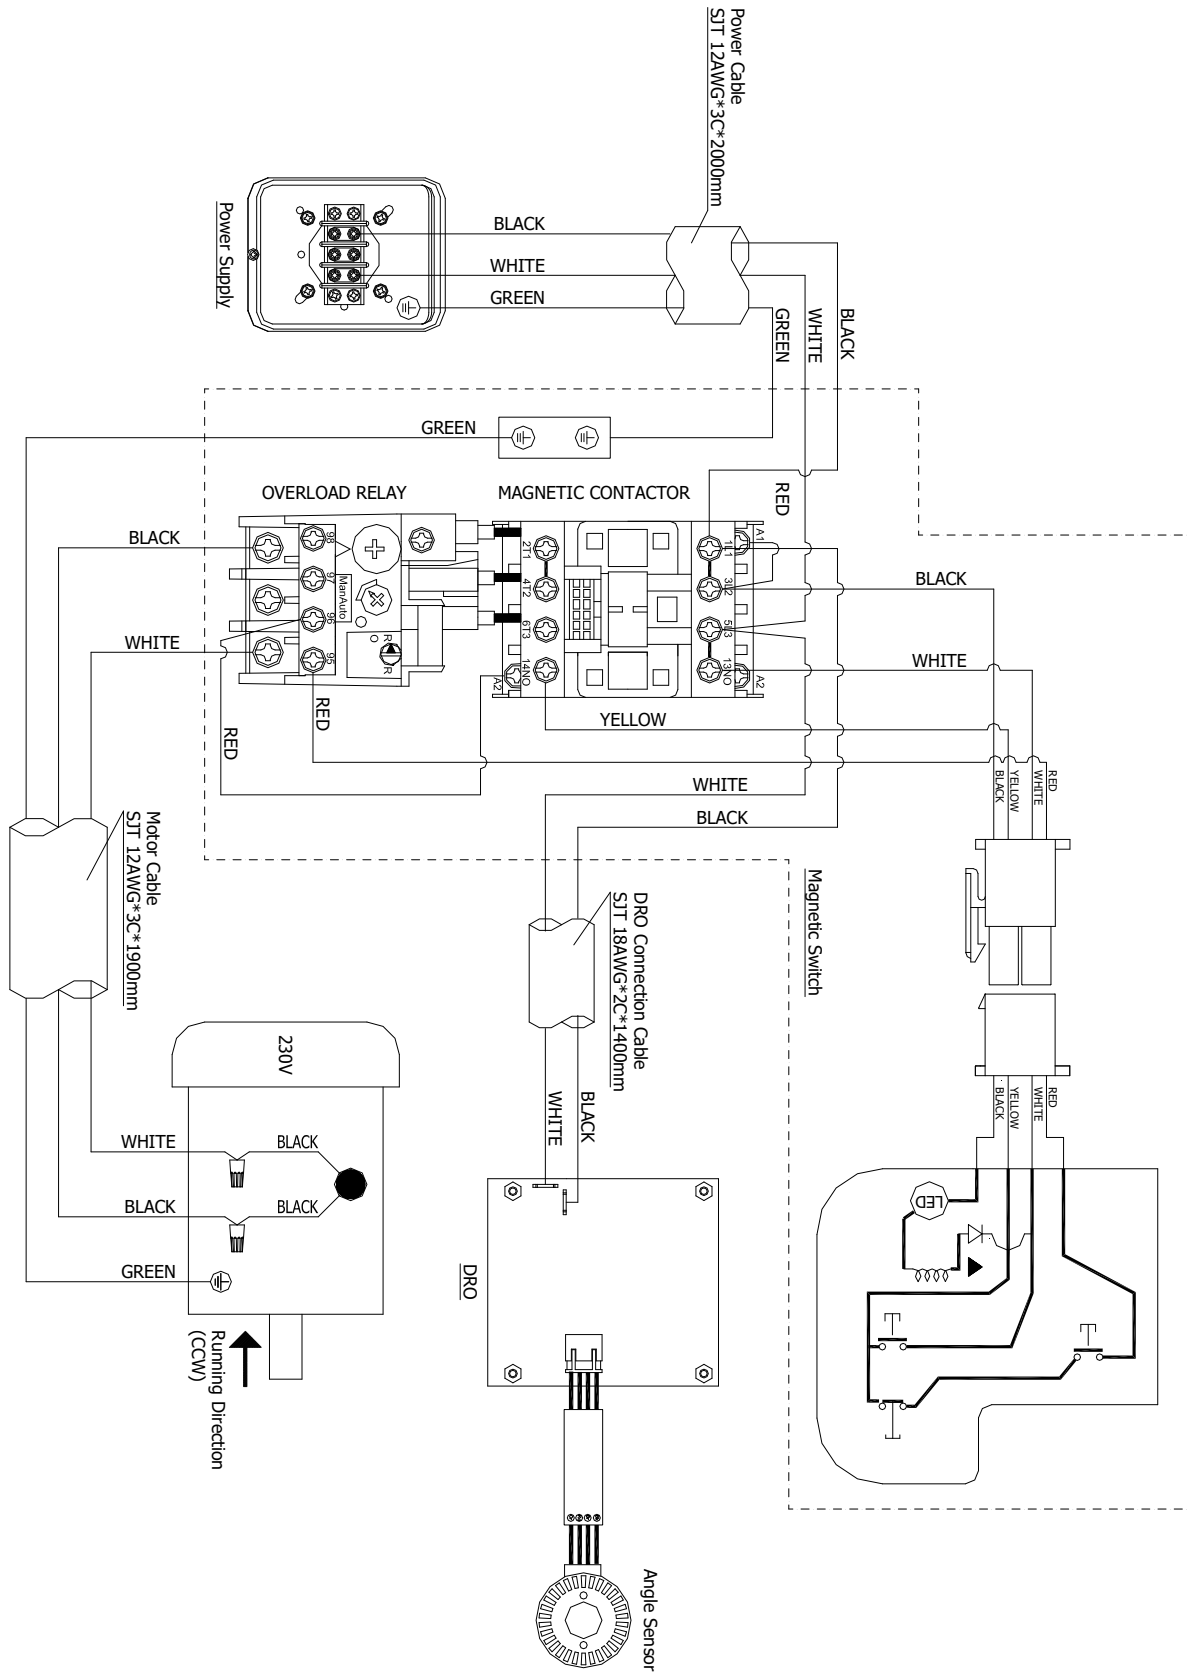 Power Cable
SJT 12AWG*3C*2000mm
Power Supply
BLACK
WHITE
GREEN
BLACK
WHITE
GREEN
GREEN
OVERLOAD RELAY
MAGNETIC CONTACTOR
RED
A1
1L1
3L2
5L3
13NO
A2
2T1
4T2
6T3
14NO
A2
98
97
96
95
ManAuto
R
O
R
BLACK
WHITE
RED
RED
BLACK
WHITE
YELLOW
WHITE
BLACK
RED
WHITE
YELLOW
BLACK
Magnetic Switch
Motor Cable
SJT 12AWG*3C*1900mm
DRO Connection Cable
SJT 18AWG*2C*1400mm
230V
WHITE
BLACK
RED
WHITE
YELLOW
BLACK
WHITE
BLACK
BLACK
BLACK
GREEN
LED
DRO
Running Direction
(CCW)
Angle Sensor